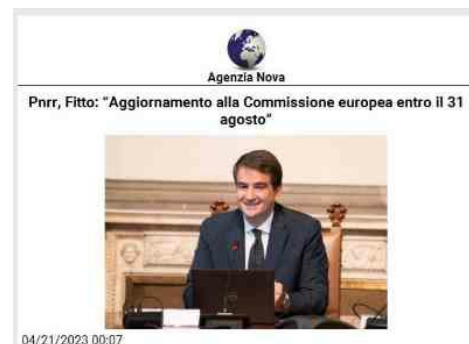 Agenzia Nova
Pnrr, Fitto: “Aggiornamento alla Commissione europea entro il 31
agosto”
04/21/2023 00:07